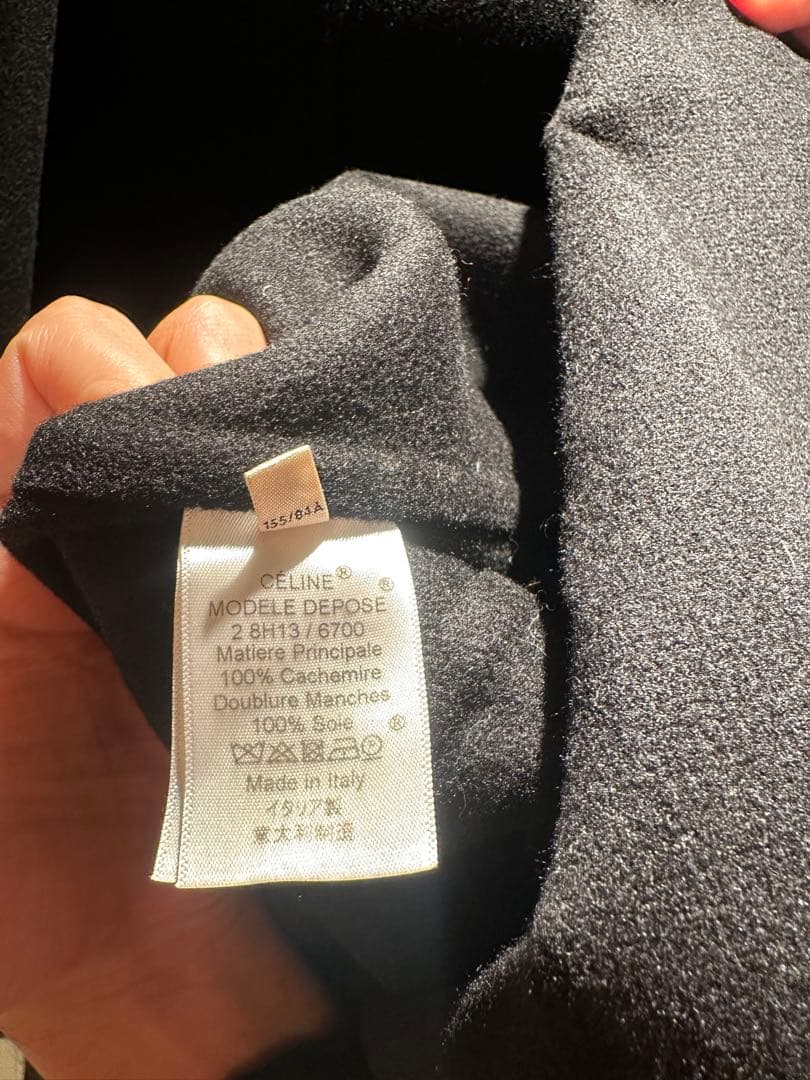 155/84A
CÉLINE®
®
MODELE DEPOSE
2 8H13 / 6700
Matiere Principale
100% Cachemire
Doublure Manches
100% Soie
®
Made in Italy
イタリア製
意大利制造